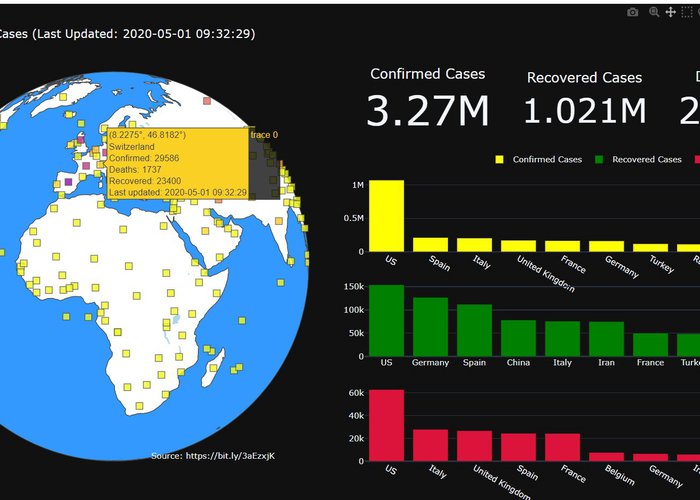 Cases (Last Updated: 2020-05-01 09:32:29)
Confirmed Cases
Recovered Cases
D
3.27M
1.021M
2
(8.2275°, 46.8182°)
trace 0
Switzerland
Confirmed: 29586
Deaths: 1737
Recovered: 23400
Last updated: 2020-05-01 09:32:29
Confirmed Cases
Recovered Cases
1M
0.5M
0
US
Spain
Italy
United Kingdom
France
Germany
Turkey
150k
100k
50k
0
US
Germany
Spain
China
Italy
Iran
France
Turke
60k
40k
20k
0
US
Italy
United Kingdom
Spain
France
Belgium
Germany
Source: https://bit.ly/3aEzxjK